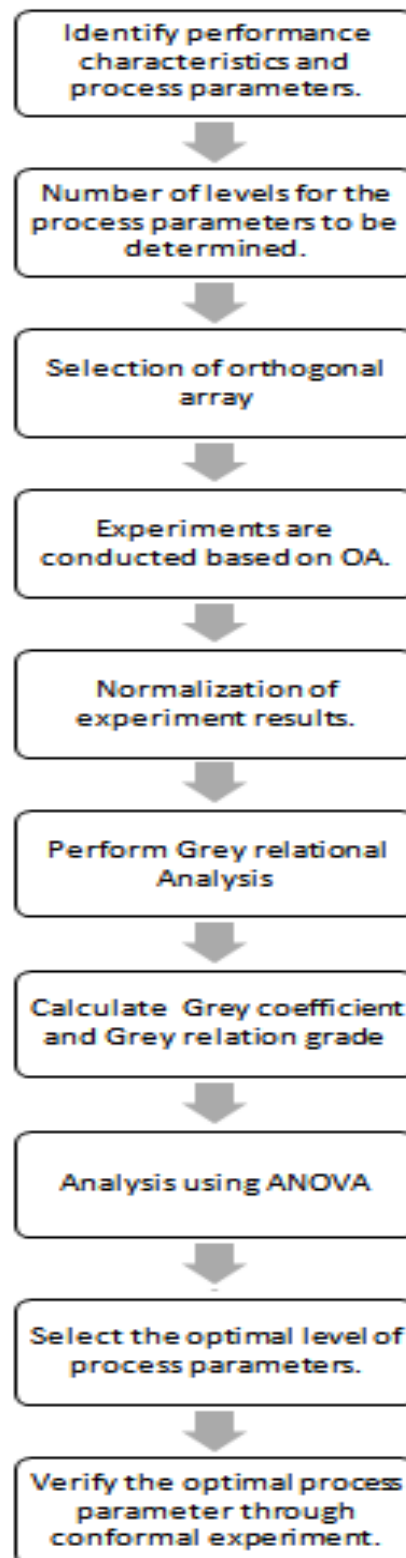 Identify performance
characteristics and
process parameters.
Number of levels for the
process parameters to be
determined.
Selection of orthogonal
array
Experiments are
conducted based on OA.
Normalization of
experiment results.
Perform Grey relational
Analysis
Calculate Grey coefficient
and Grey relation grade
Analysis using ANOVA
Select the optimal level of
process parameters.
Verify the optimal process
parameter through
conformal experiment.